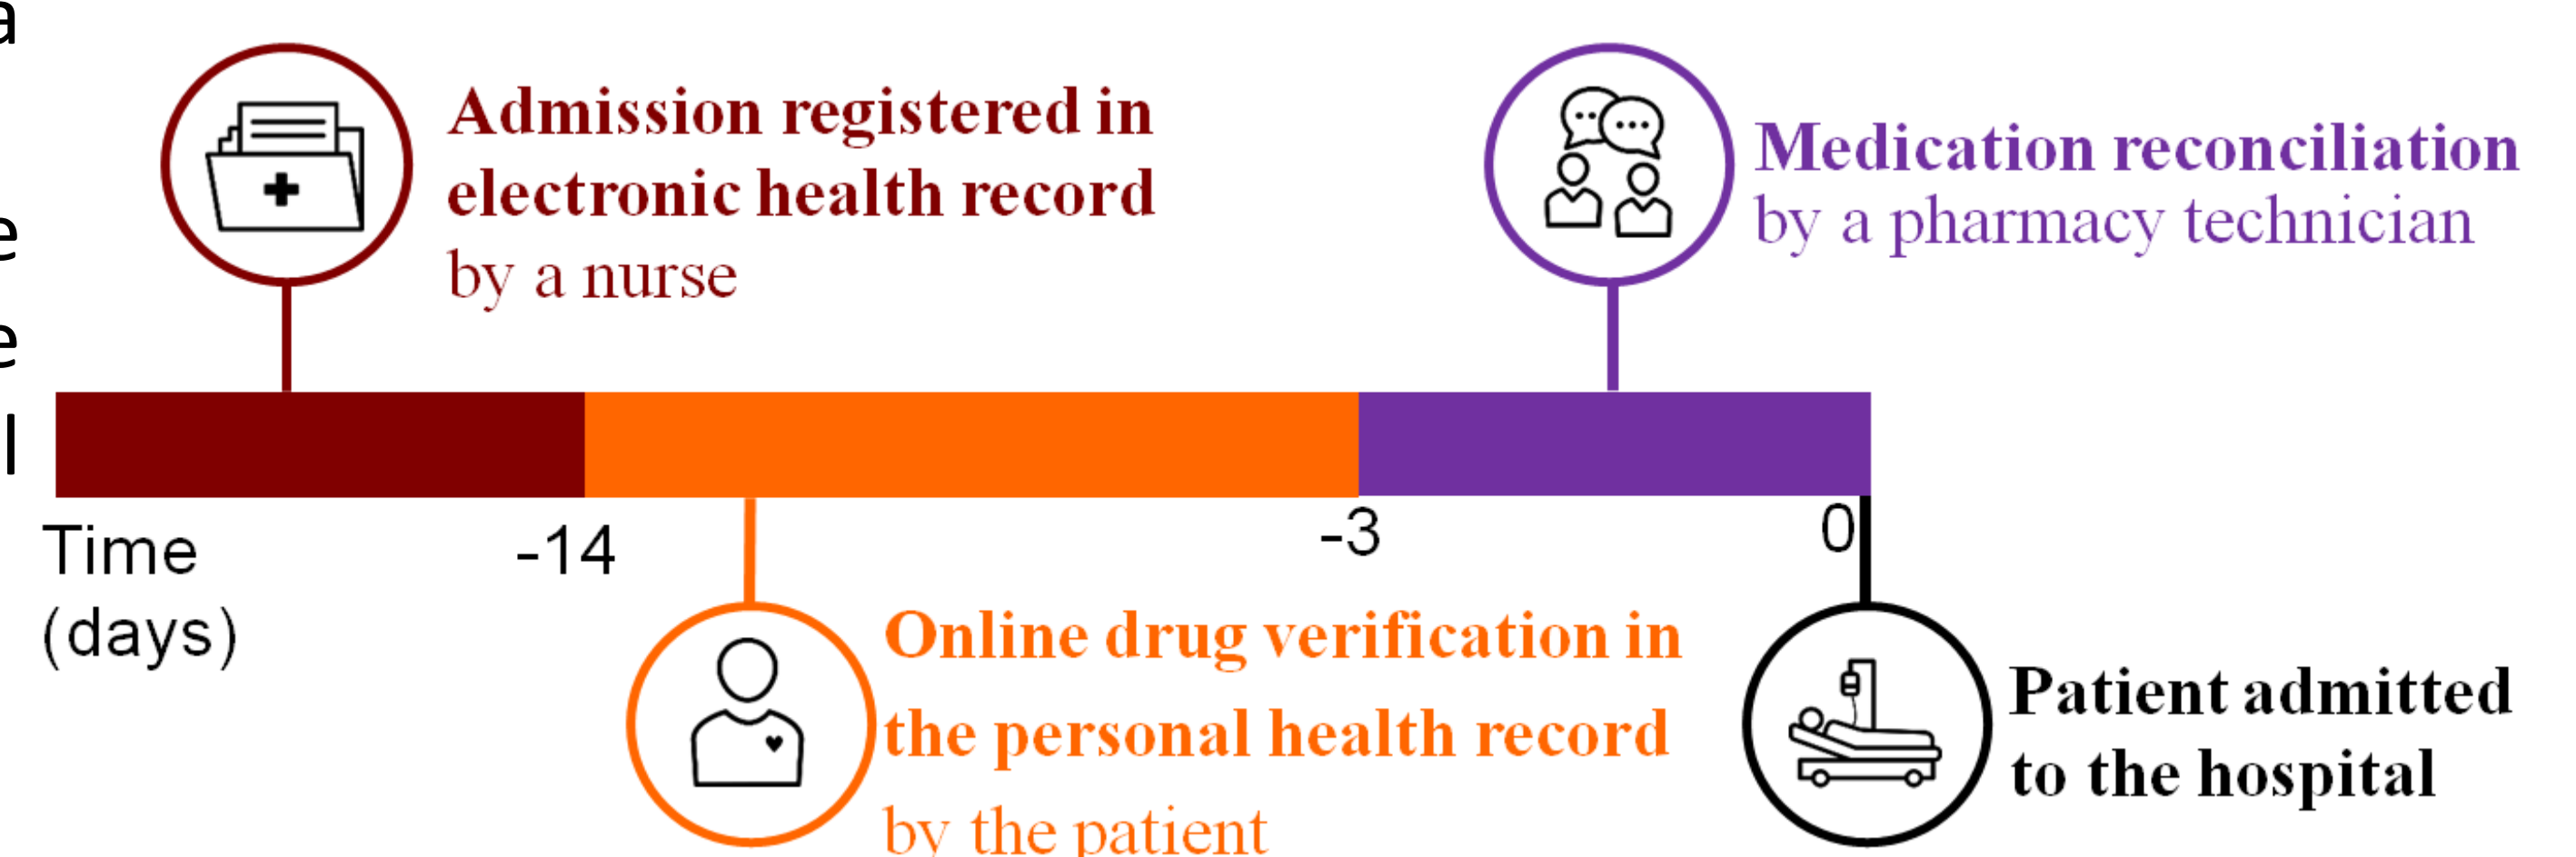 a
e
e
l
Admission registered in
electronic health record
by a nurse
Medication reconciliation
by a pharmacy technician
Time
(days)
-14
-3
0
Online drug verification in
the personal health record
by the patient
Patient admitted
to the hospital